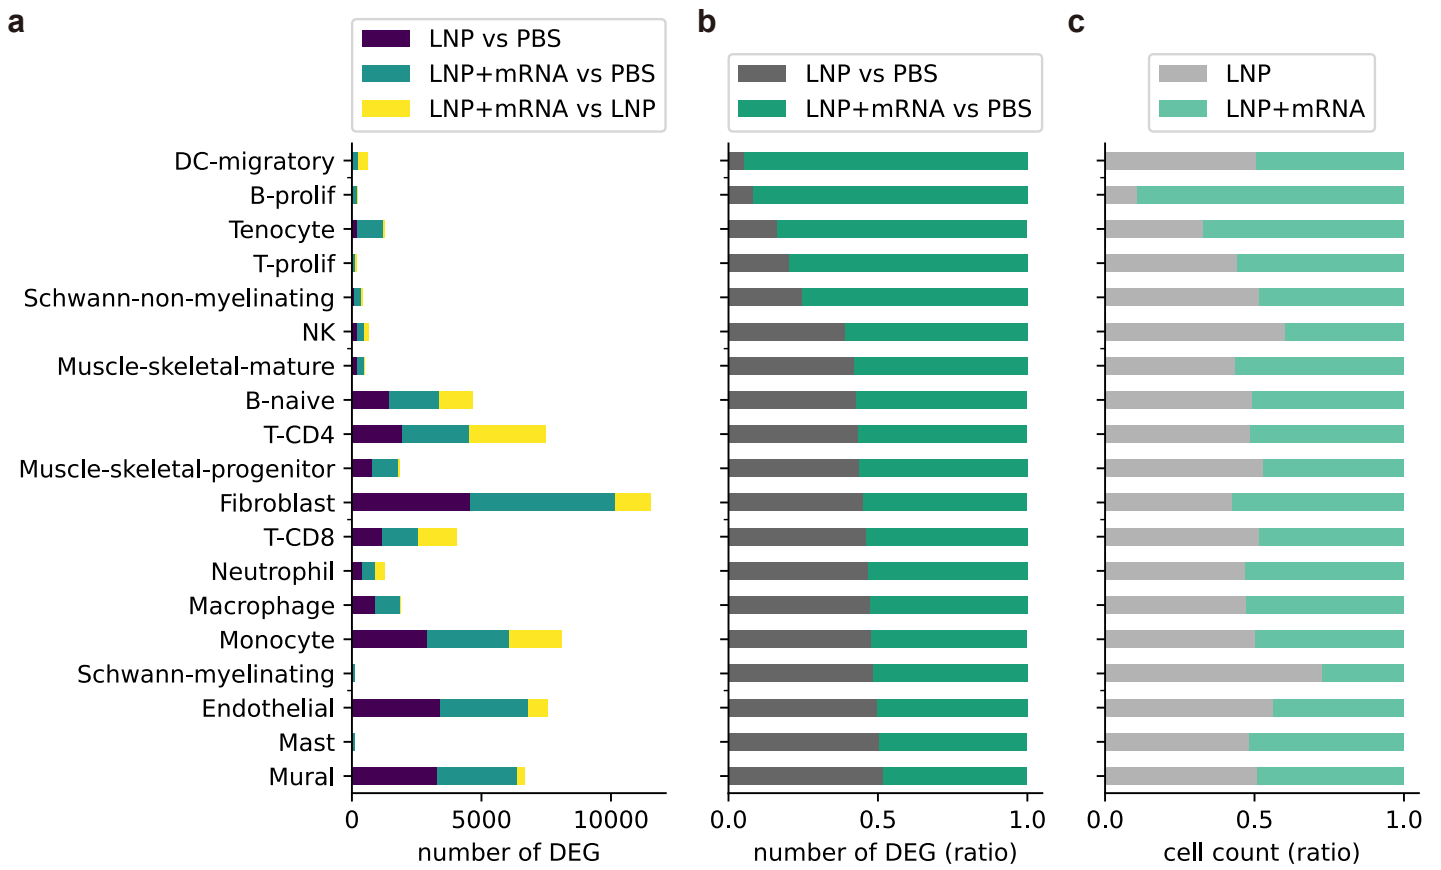 a
LNP vs PBS
LNP+mRNA vs PBS
LNP+mRNA vs LNP
DC-migratory
B-prolif
Tenocyte
T-prolif
Schwann-non-myelinating
NK
Muscle-skeletal-mature
B-naive
T-CD4
Muscle-skeletal-progenitor
Fibroblast
T-CD8
Neutrophil
Macrophage
Monocyte
Schwann-myelinating
Endothelial
Mast
Mural
0 5000 10000
number of DEG
b
LNP vs PBS
LNP+mRNA vs PBS
0.0 0.5 1.0
number of DEG (ratio)
c
LNP
LNP+mRNA
0.0 0.5 1.0
cell count (ratio)